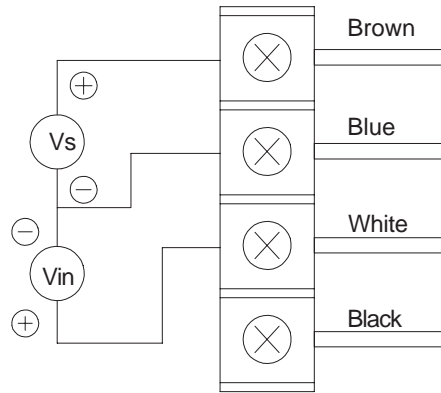 Brown
+
Vs
Blue
−
White
−
Vin
+
Black